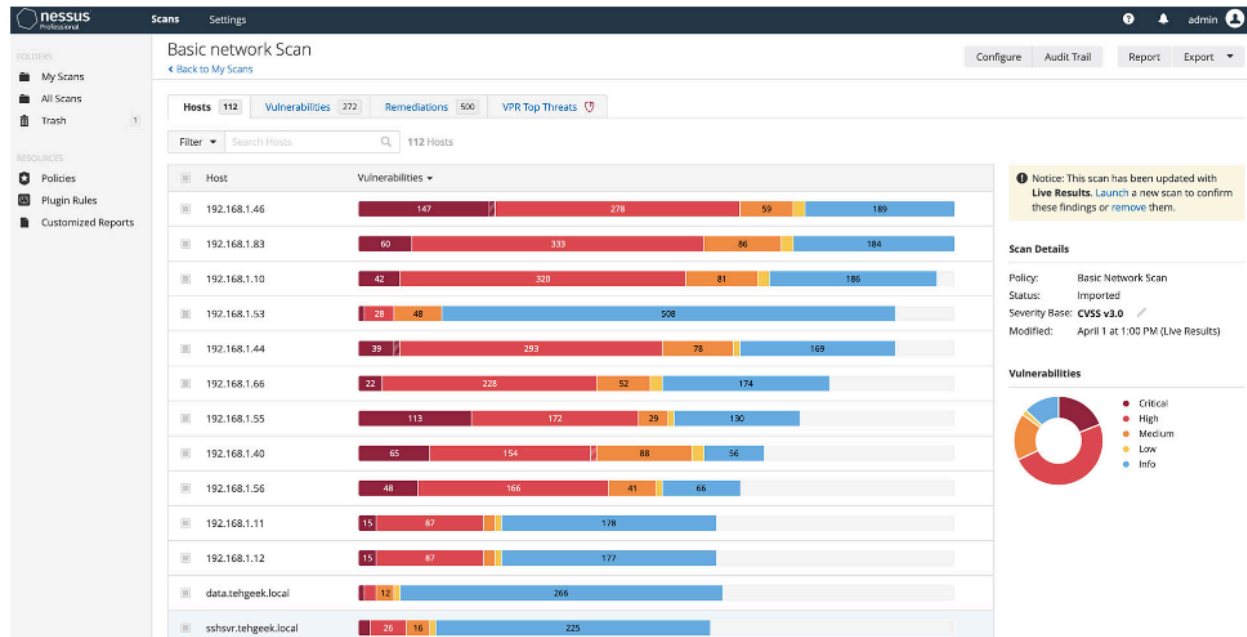 nessus Professional Scans Settings admin
FOLDERS
My Scans
All Scans
Trash 1
RESOURCES
Policies
Plugin Rules
Customized Reports
Basic network Scan
Back to My Scans
Configure Audit Trail Report Export
Hosts 112 Vulnerabilities 272 Remediations 500 VPR Top Threats
Filter Search Hosts 112 Hosts
Host Vulnerabilities
192.168.1.46 147 278 59 189
192.168.1.83 60 333 86 184
192.168.1.10 42 320 81 186
192.168.1.53 28 48 508
192.168.1.44 39 293 78 169
192.168.1.66 22 228 52 174
192.168.1.55 113 172 29 130
192.168.1.40 65 154 88 56
192.168.1.56 48 166 41 66
192.168.1.11 15 87 178
192.168.1.12 15 87 177
data.tehgeek.local 12 266
sshsvr.tehgeek.local 26 16 225
Notice: This scan has been updated with
Live Results. Launch a new scan to confirm
these findings or remove them.
Scan Details
Policy: Basic Network Scan
Status: Imported
Severity Base: CVSS v3.0
Modified: April 1 at 1:00 PM (Live Results)
Vulnerabilities
Critical
High
Medium
Low
Info